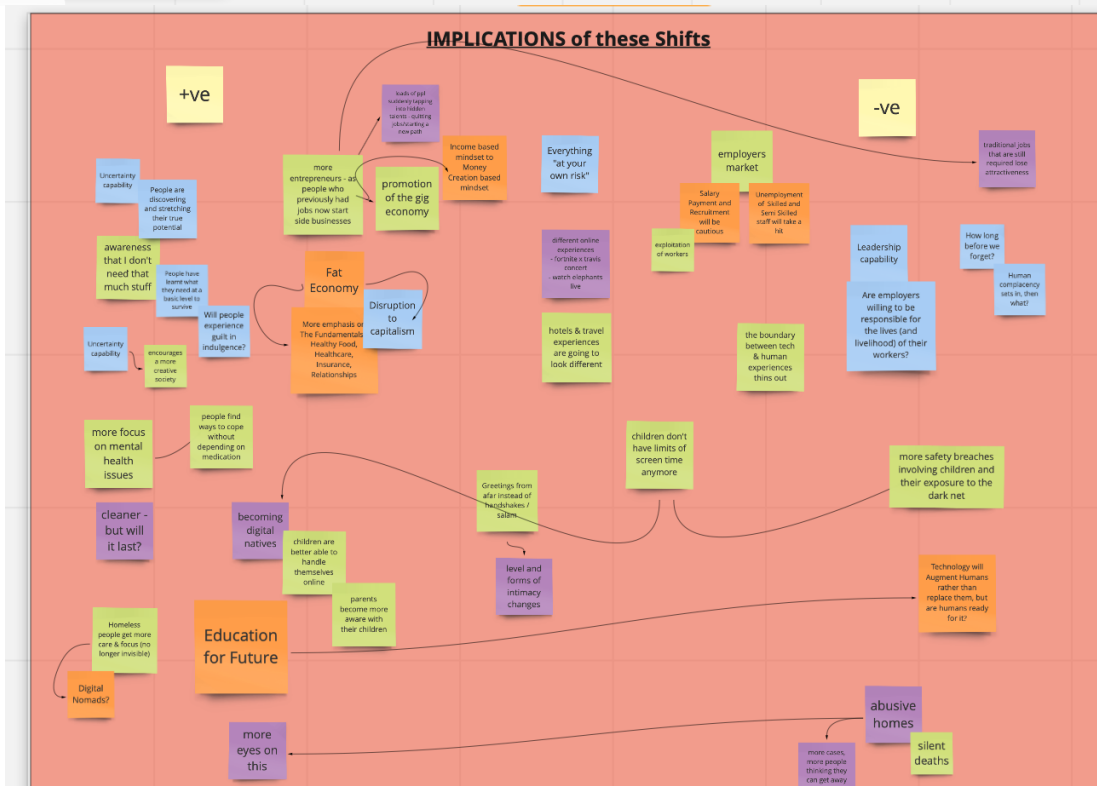 IMPLICATIONS of these Shifts
+ve
-ve
loads of ppl
suddenly tapping
into hidden
talents - quitting
jobs/starting a
new path
Income based
mindset to
Money
Creation based
mindset
more
entrepreneurs - as
people who
previously had
jobs now start
side businesses
promotion
of the gig
economy
Everything
"at your
own risk"
employers
market
Salary
Payment and
Recruitment
will be
cautious
Unemployment
of Skilled and
Semi Skilled
staff will take a
hit
exploitation
of workers
traditional jobs
that are still
required lose
attractiveness
Uncertainty
capability
People are
discovering
and stretching
their true
potential
awareness
that I don't
need that
much stuff
People have
learnt what
they need at a
basic level to
survive
Will people
experience
guilt in
indulgence?
Uncertainty
capability
encourages
a more
creative
society
Fat
Economy
Disruption
to
capitalism
More emphasis on
The Fundamentals
Healthy Food,
Healthcare,
Insurance,
Relationships
different online
experiences
- fortnite x travis
concert
- watch elephants
live
hotels & travel
experiences
are going to
look different
the boundary
between tech
& human
experiences
thins out
Leadership
capability
Are employers
willing to be
responsible for
the lives (and
livelihood) of their
workers?
How long
before we
forget?
Human
complacency
sets in, then
what?
more focus
on mental
health
issues
people find
ways to cope
without
depending on
medication
children don't
have limits of
screen time
anymore
more safety breaches
involving children and
their exposure to the
dark net
cleaner -
but will
it last?
becoming
digital
natives
children are
better able to
handle
themselves
online
parents
become more
aware with
their children
Greetings from
afar instead of
handshakes /
salam
level and
forms of
intimacy
changes
Technology will
Augment Humans
rather than
replace them, but
are humans ready
for it?
Homeless
people get more
care & focus (no
longer invisible)
Digital
Nomads?
Education
for Future
more
eyes on
this
abusive
homes
silent
deaths
more cases,
more people
thinking they
can get away